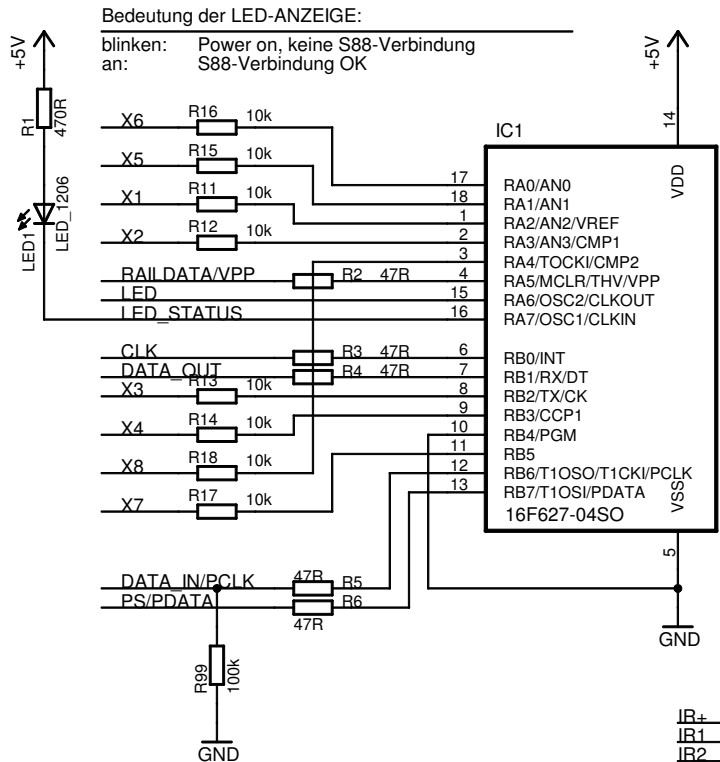 Bedeutung der LED-ANZEIGE:
blinken: Power on, keine S88-Verbindung
an: S88-Verbindung OK
+5V
+5V
R1
470R
LED1
LED_1206
X6 R16 10k
X5 R15 10k
X1 R11 10k
X2 R12 10k
RAILDATA/VPP R2 47R
LED
LED_STATUS
CLK R3 47R
DATA_OUT R4 47R
X3 R13 10k
X4 R14 10k
X8 R18 10k
X7 R17 10k
DATA_IN/PCLK 47R R5
PS/PDATA R6
47R
R99
100k
GND
IC1
14
VDD
17 RA0/AN0
18 RA1/AN1
1 RA2/AN2/VREF
2 RA3/AN3/CMP1
3 RA4/TOCKI/CMP2
4 RA5/MCLR/THV/VPP
15 RA6/OSC2/CLKOUT
16 RA7/OSC1/CLKIN
6 RB0/INT
7 RB1/RX/DT
8 RB2/TX/CK
9 RB3/CCP1
10 RB4/PGM
11 RB5
12 RB6/T1OSO/T1CKI/PCLK
13 RB7/T1OSI/PDATA
VSS
16F627-04SO
5
GND
IR+
IR1
IR2